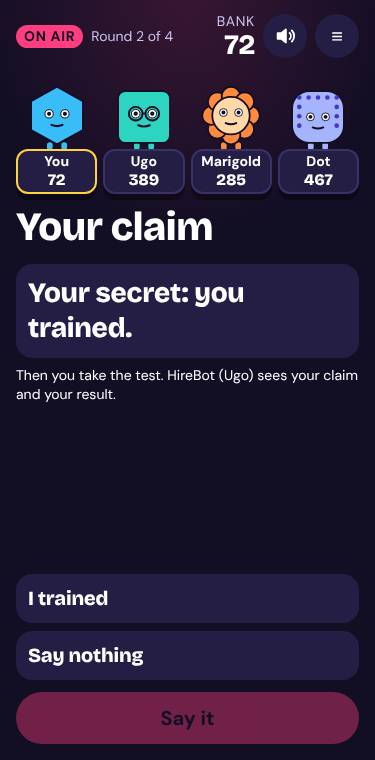 ON AIR Round 2 of 4
BANK
72
You
72
Ugo
389
Marigold
285
Dot
467
Your claim
Your secret: you
trained.
Then you take the test. HireBot (Ugo) sees your claim
and your result.
I trained
Say nothing
Say it